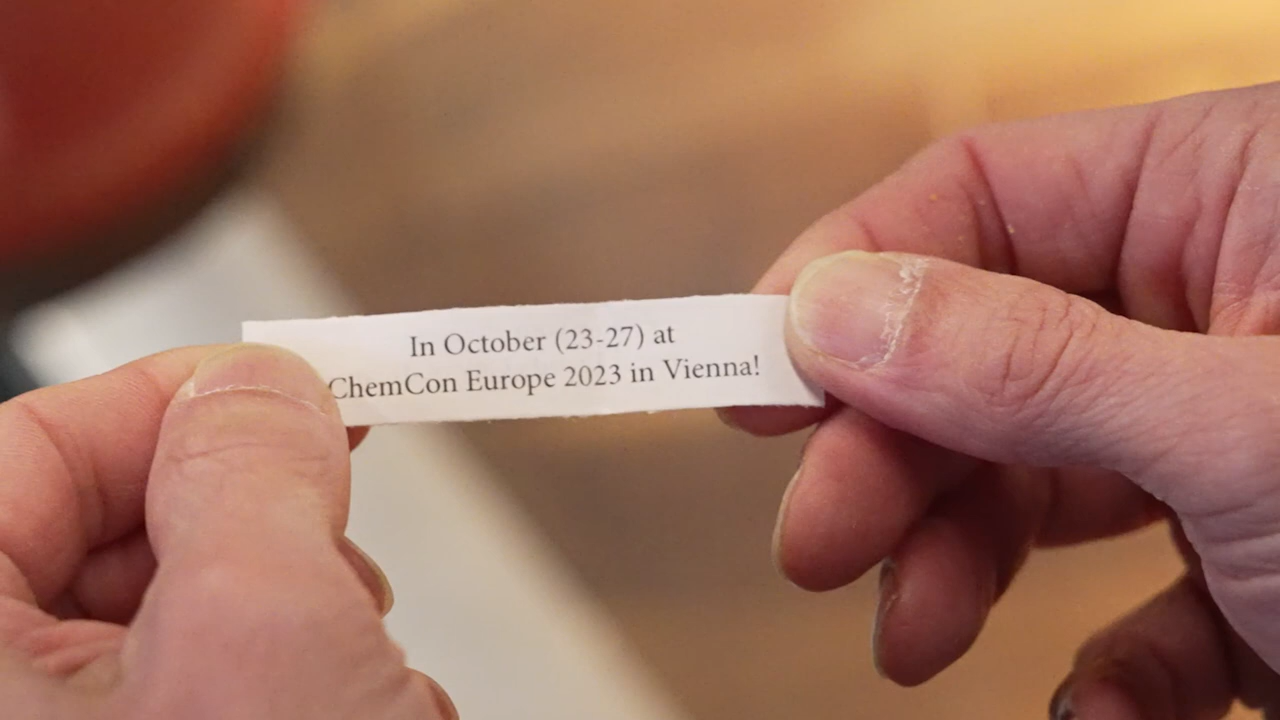 In October (23-27) at
ChemCon Europe 2023 in Vienna!